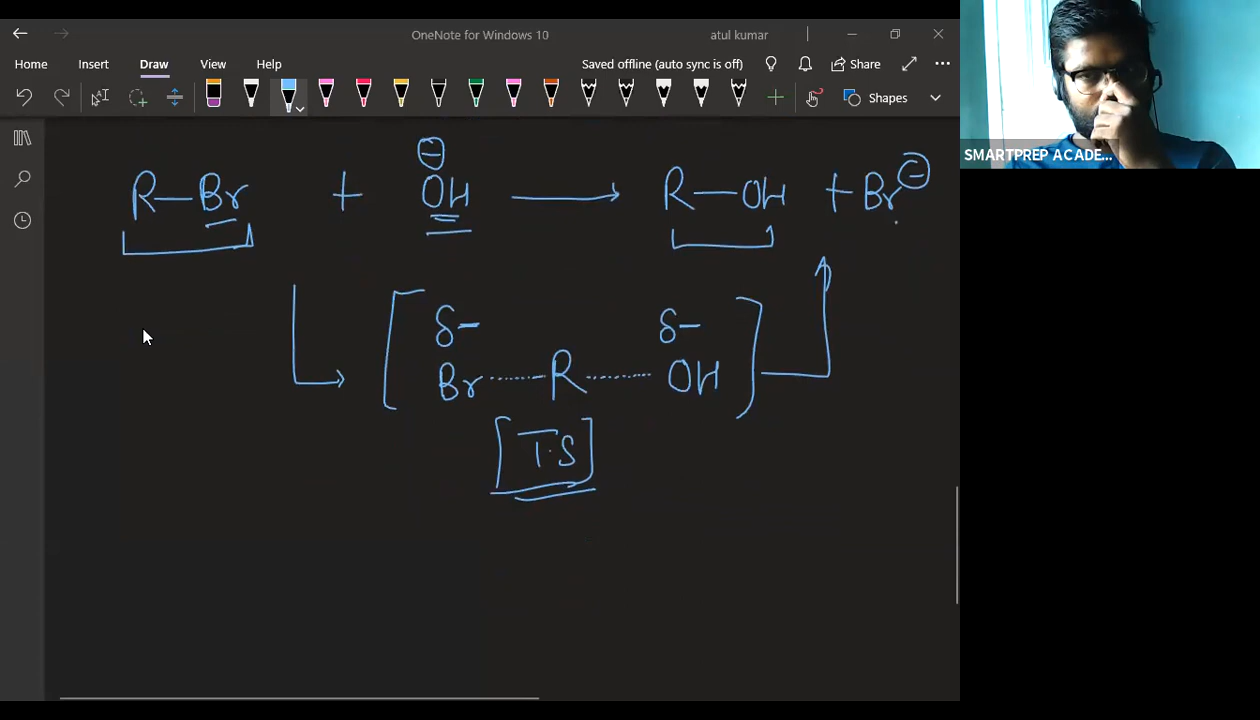 OneNote for Windows 10
atul kumar
Home Insert Draw View Help
Saved offline (auto sync is off)
Share
Shapes
SMARTPREP ACADE...
⊖
R—Br + OH ⟶ R—OH + Br⊖
δ− δ−
[Br......R......OH]
[T.S]